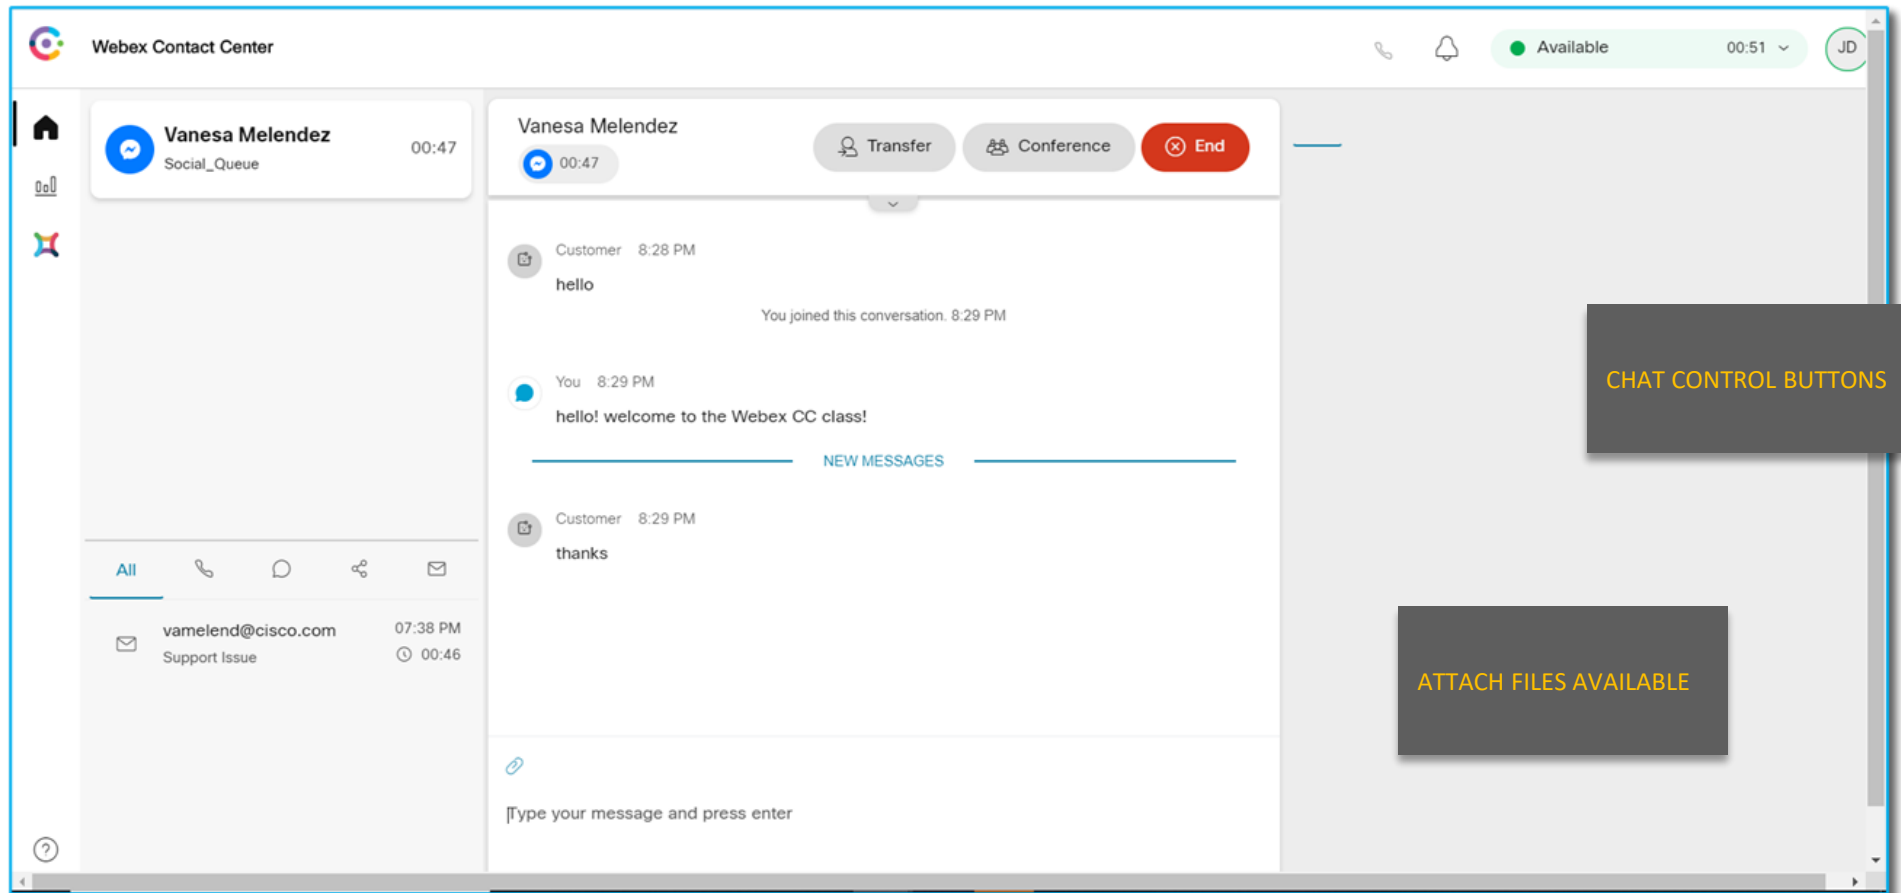 Webex Contact Center
Available 00:51
JD
Vanesa Melendez
Social_Queue
00:47
Vanesa Melendez
00:47
Transfer
Conference
End
Customer 8:28 PM
hello
You joined this conversation. 8:29 PM
You 8:29 PM
hello! welcome to the Webex CC class!
NEW MESSAGES
Customer 8:29 PM
thanks
CHAT CONTROL BUTTONS
All
vamelend@cisco.com 07:38 PM
Support Issue 00:46
ATTACH FILES AVAILABLE
Type your message and press enter